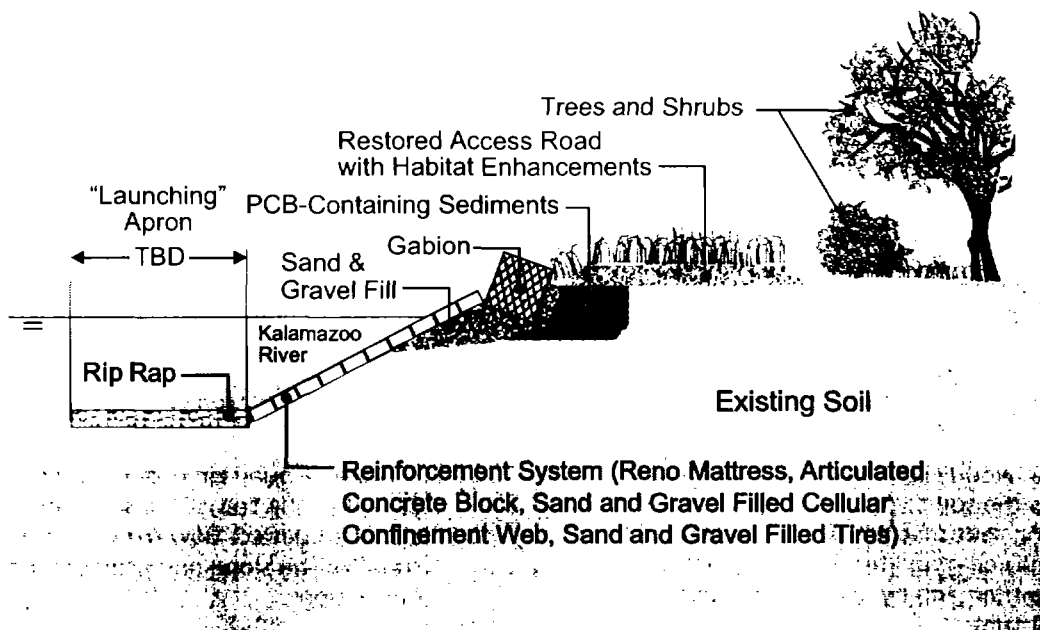 Trees and Shrubs
Restored Access Road
with Habitat Enhancements
“Launching”
Apron
PCB-Containing Sediments
TBD
Gabion
Sand &
Gravel Fill
Kalamazoo
River
Rip Rap
Existing Soil
Reinforcement System (Reno Mattress, Articulated
Concrete Block, Sand and Gravel Filled Cellular
Confinement Web, Sand and Gravel Filled Tires)